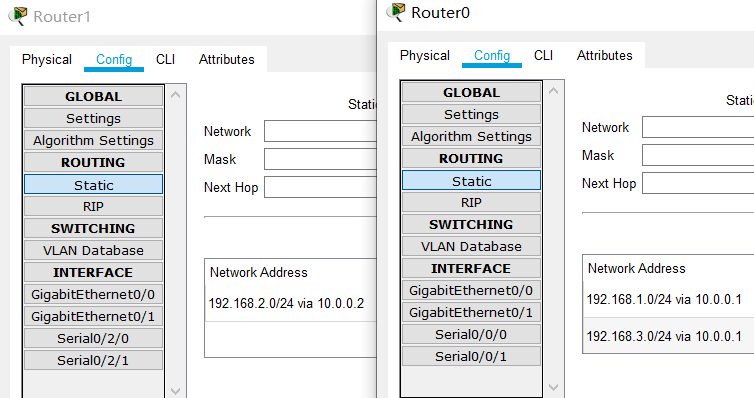 Router1
Physical Config CLI Attributes
GLOBAL
Settings
Algorithm Settings
ROUTING
Static
RIP
SWITCHING
VLAN Database
INTERFACE
GigabitEthernet0/0
GigabitEthernet0/1
Serial0/2/0
Serial0/2/1
Network
Mask
Next Hop
Network Address
192.168.2.0/24 via 10.0.0.2
Router0
Physical Config CLI Attributes
GLOBAL
Settings
Algorithm Settings
ROUTING
Static
RIP
SWITCHING
VLAN Database
INTERFACE
GigabitEthernet0/0
GigabitEthernet0/1
Serial0/0/0
Serial0/0/1
Network
Mask
Next Hop
Network Address
192.168.1.0/24 via 10.0.0.1
192.168.3.0/24 via 10.0.0.1